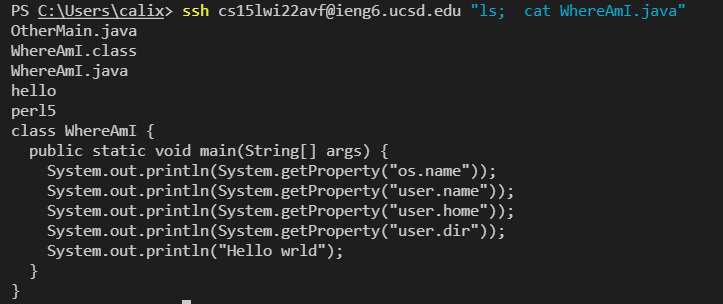 PS C:\Users\calix> ssh cs15lwi22avf@ieng6.ucsd.edu "ls;  cat WhereAmI.java"
OtherMain.java
WhereAmI.class
WhereAmI.java
hello
perl5
class WhereAmI {
  public static void main(String[] args) {
    System.out.println(System.getProperty("os.name"));
    System.out.println(System.getProperty("user.name"));
    System.out.println(System.getProperty("user.home"));
    System.out.println(System.getProperty("user.dir"));
    System.out.println("Hello wrld");
  }
}